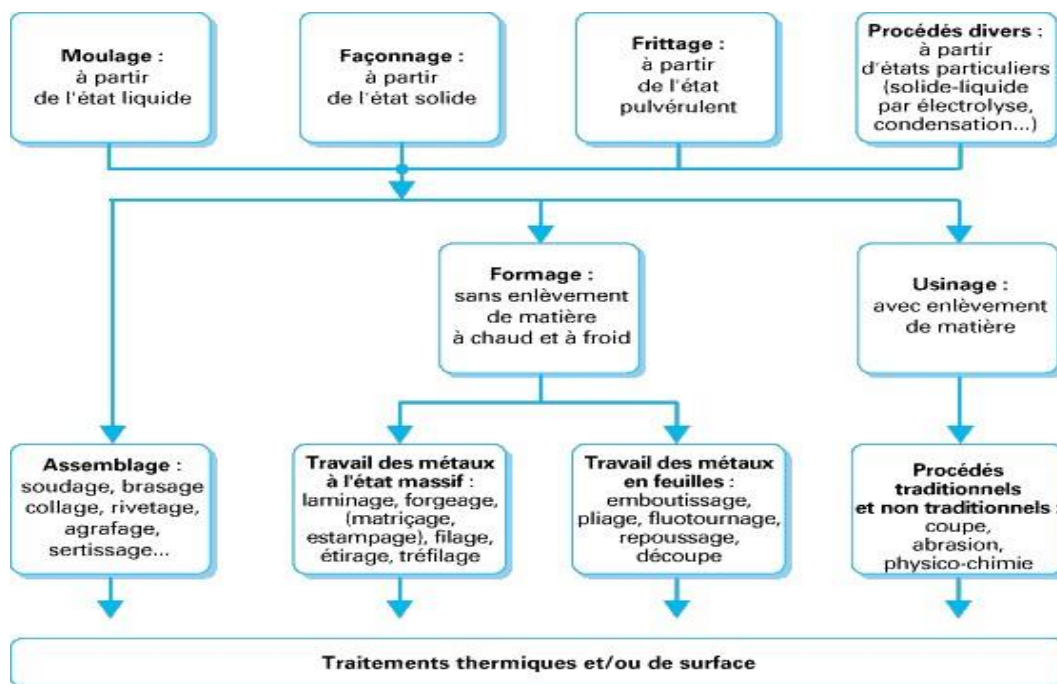 Moulage :
à partir
de l'état liquide
Façonnage :
à partir
de l'état solide
Frittage :
à partir
de l'état
pulvérulent
Procédés divers :
à partir
d'états particuliers
(solide-liquide
par électrolyse,
condensation...)
Formage :
sans enlèvement
de matière
à chaud et à froid
Usinage :
avec enlèvement
de matière
Assemblage :
soudage, brasage
collage, rivetage,
agrafage,
sertissage...
Travail des métaux
à l'état massif :
laminage, forgeage,
(matriçage,
estampage), filage,
étirage, tréfilage
Travail des métaux
en feuilles :
emboutissage,
pliage, fluotournage,
repoussage,
découpe
Procédés
traditionnels
et non traditionnels :
coupe,
abrasion,
physico-chimie
Traitements thermiques et/ou de surface